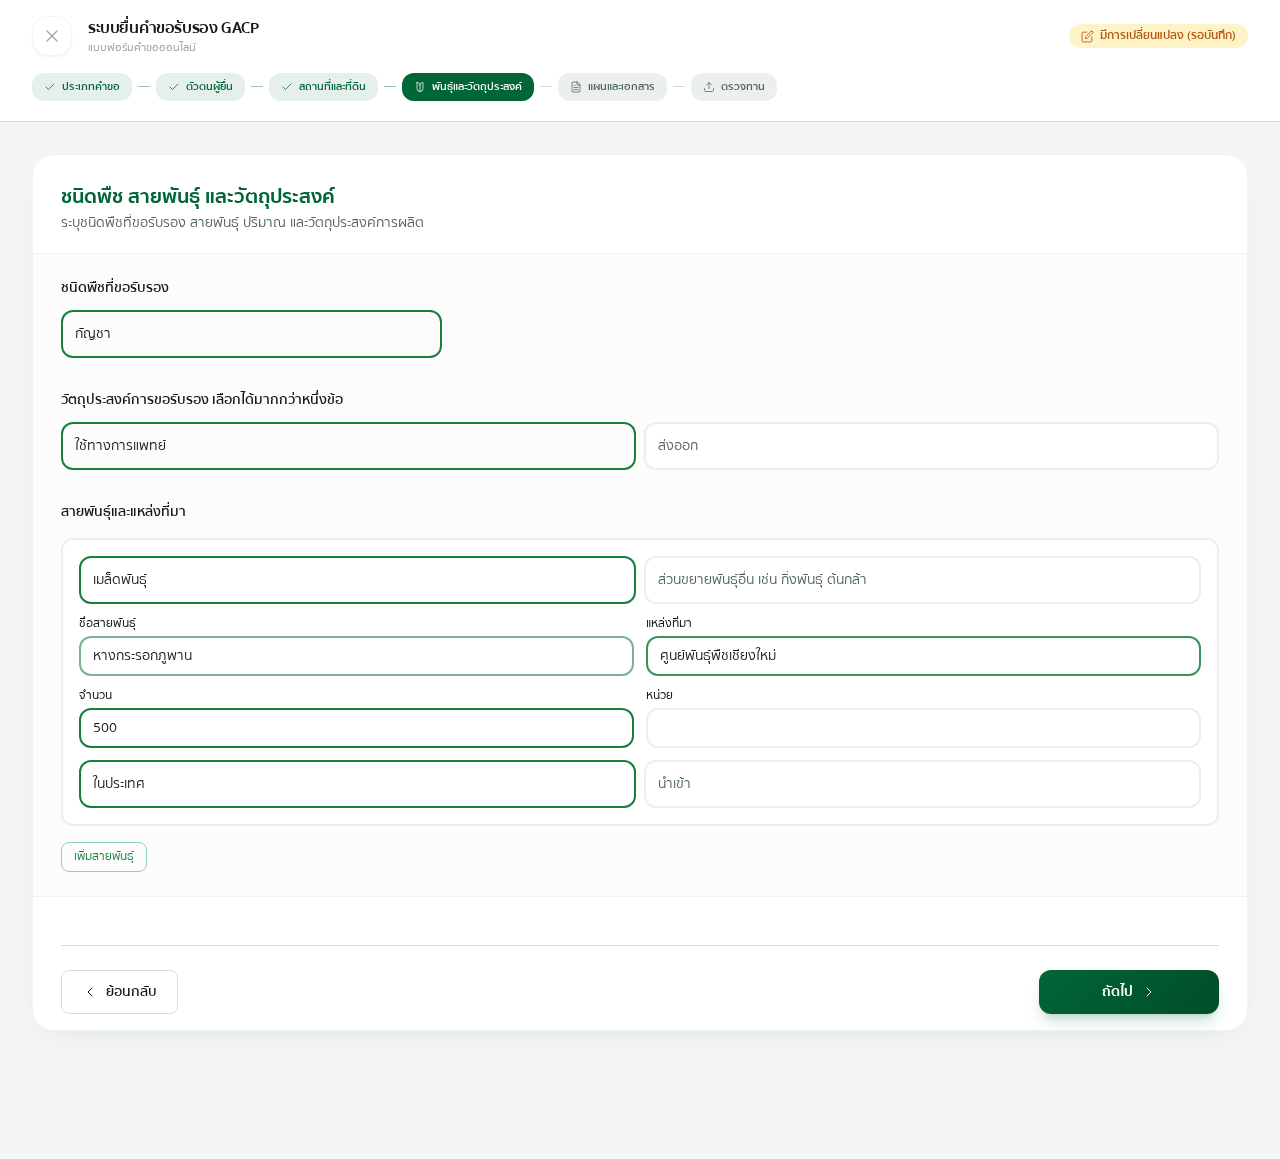 ระบบยื่นคำขอรับรอง GACP
แบบฟอร์มคำขอออนไลน์
มีการเปลี่ยนแปลง (รอบันทึก)
ประเภทคำขอ
ตัวตนผู้ยื่น
สถานที่และที่ดิน
พันธุ์และวัตถุประสงค์
แผนและเอกสาร
ตรวจทาน
ชนิดพืช สายพันธุ์ และวัตถุประสงค์
ระบุชนิดพืชที่ขอรับรอง สายพันธุ์ ปริมาณ และวัตถุประสงค์การผลิต
ชนิดพืชที่ขอรับรอง
กัญชา
วัตถุประสงค์การขอรับรอง เลือกได้มากกว่าหนึ่งข้อ
ใช้ทางการแพทย์
ส่งออก
สายพันธุ์และแหล่งที่มา
เมล็ดพันธุ์
ส่วนขยายพันธุ์อื่น เช่น กิ่งพันธุ์ ต้นกล้า
ชื่อสายพันธุ์
แหล่งที่มา
หางกระรอกภูพาน
ศูนย์พันธุ์พืชเชียงใหม่
จำนวน
หน่วย
500
ในประเทศ
นำเข้า
เพิ่มสายพันธุ์
ย้อนกลับ
ถัดไป